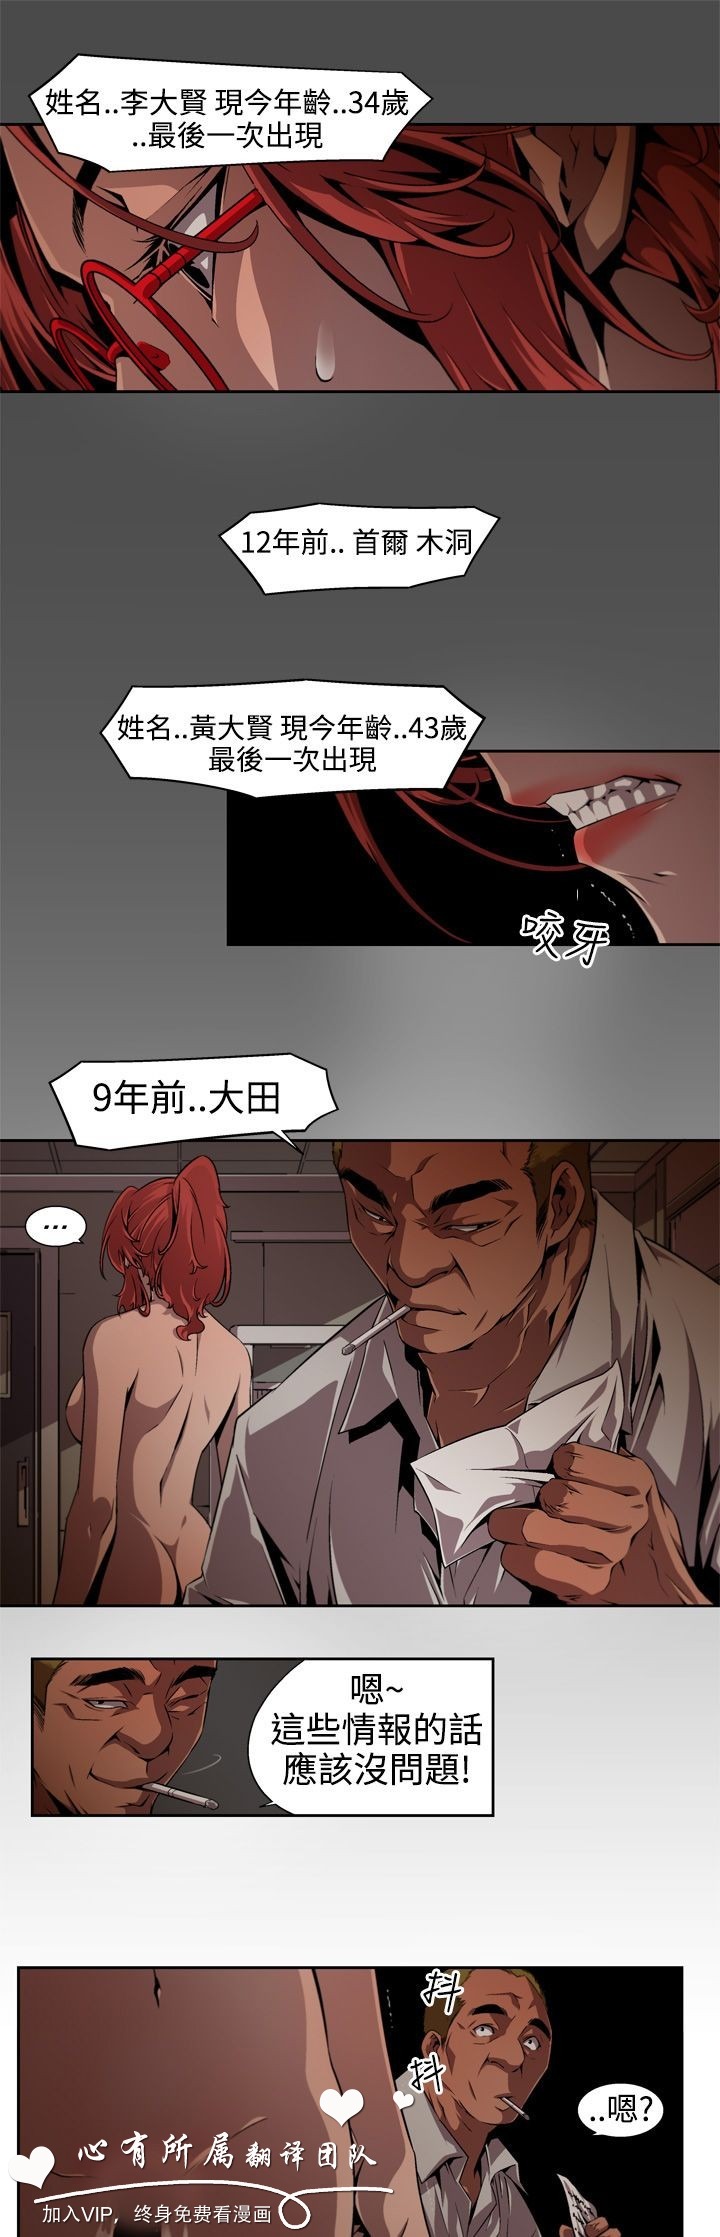 姓名..李大賢 現今年齡..34歲
..最後一次出現
12年前.. 首爾 木洞
姓名..黃大賢 現今年齡..43歲
最後一次出現
咬牙
9年前..大田
...
嗯~
這些情報的話
應該沒問題!
抖
抖
..嗯?
心有所属翻译团队
加入VIP，终身免费看漫画